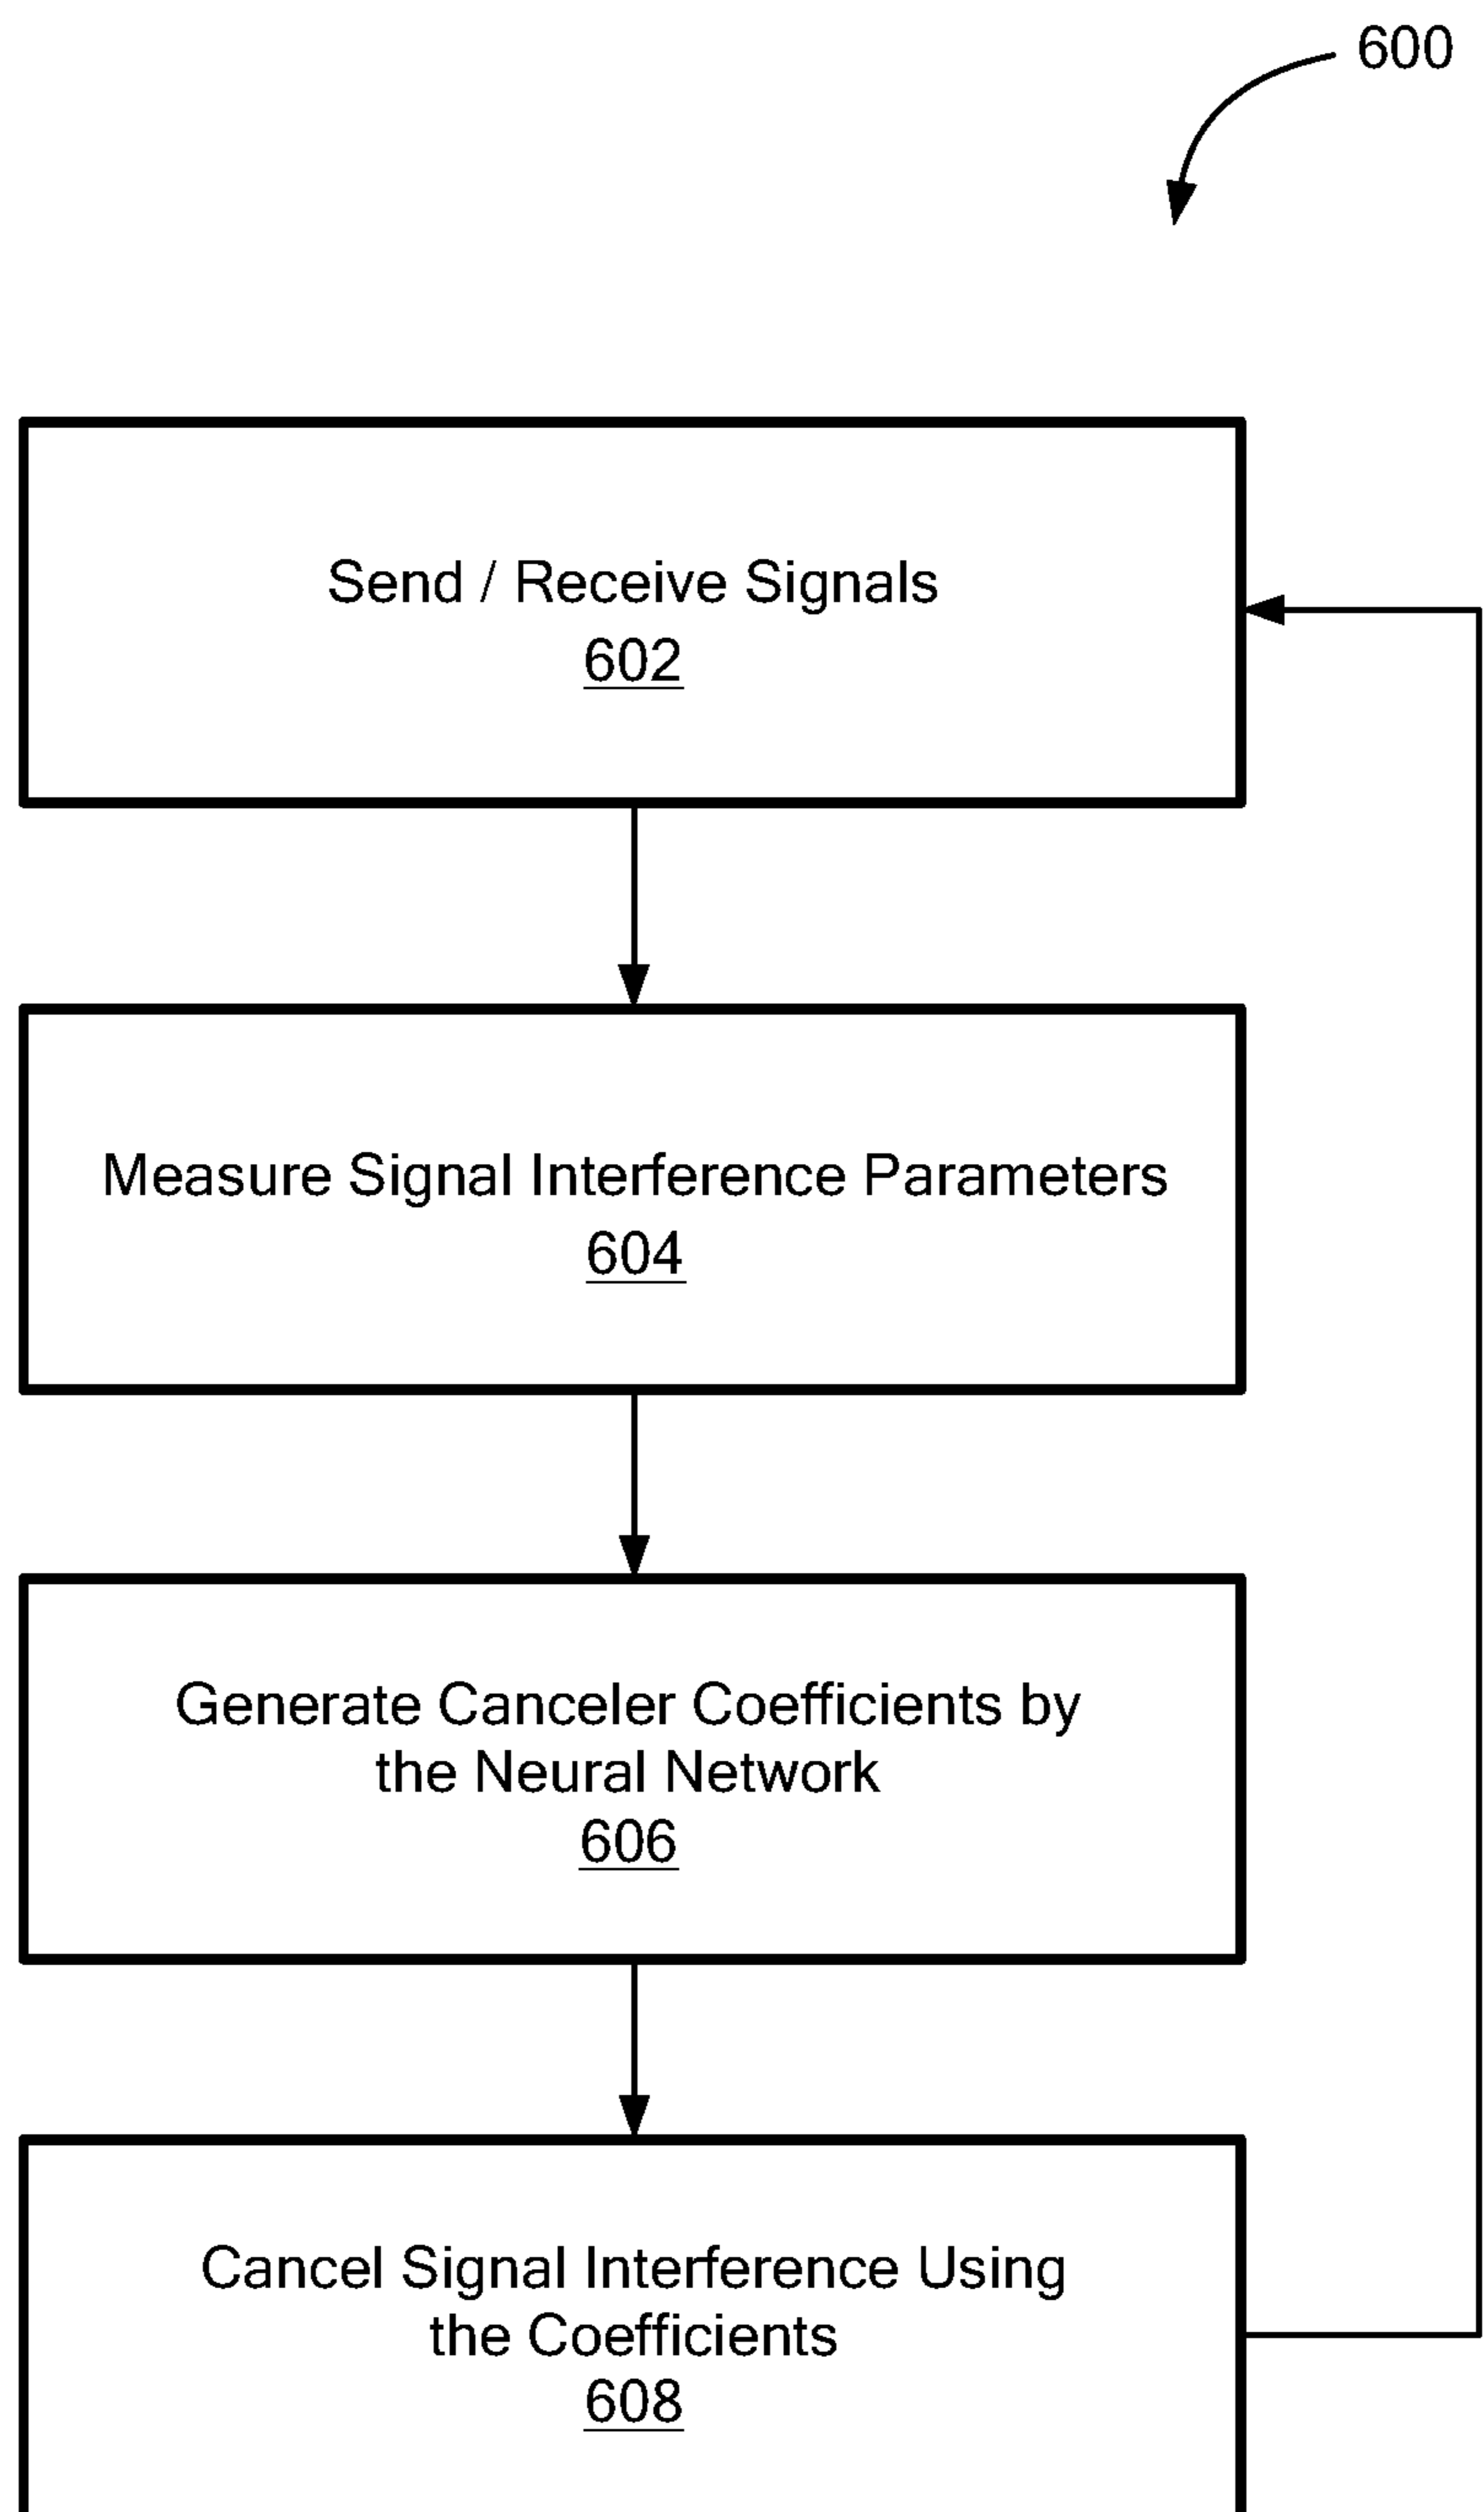 600
Send / Receive Signals
602
Measure Signal Interference Parameters
604
Generate Canceler Coefficients by
the Neural Network
606
Cancel Signal Interference Using
the Coefficients
608